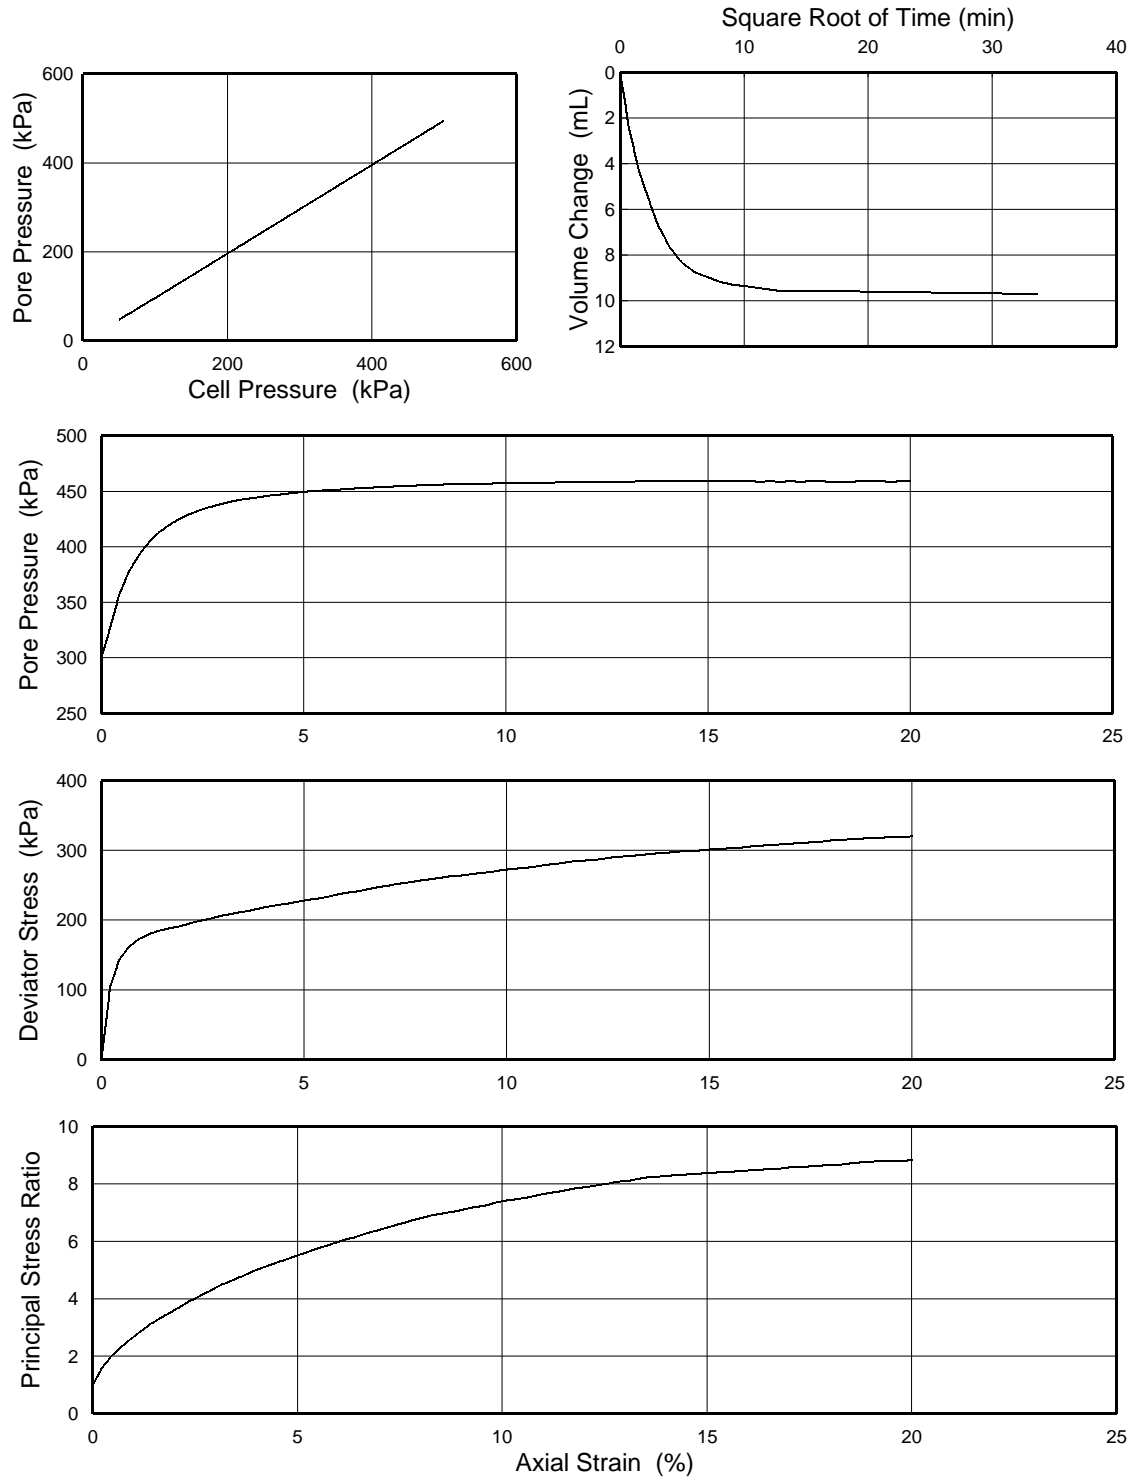 Square Root of Time (min)
0 10 20 30 40
600
400
200
0
Pore Pressure (kPa)
0 200 400 600
Cell Pressure (kPa)
0
2
4
6
8
10
12
Volume Change (mL)
500
450
400
350
300
250
Pore Pressure (kPa)
0 5 10 15 20 25
400
300
200
100
0
Deviator Stress (kPa)
0 5 10 15 20 25
10
8
6
4
2
0
Principal Stress Ratio
0 5 10 15 20 25
Axial Strain (%)